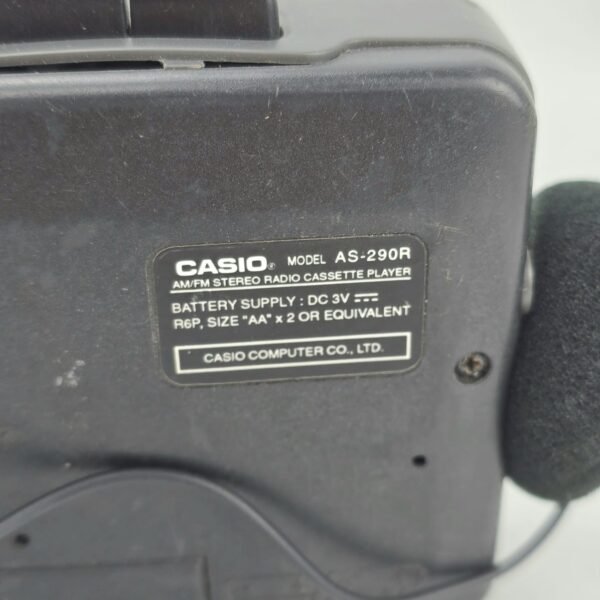 CASIO® MODEL AS-290R
AM/FM STEREO RADIO CASSETTE PLAYER
BATTERY SUPPLY : DC 3V ⎓
R6P, SIZE "AA" x 2 OR EQUIVALENT
CASIO COMPUTER CO., LTD.